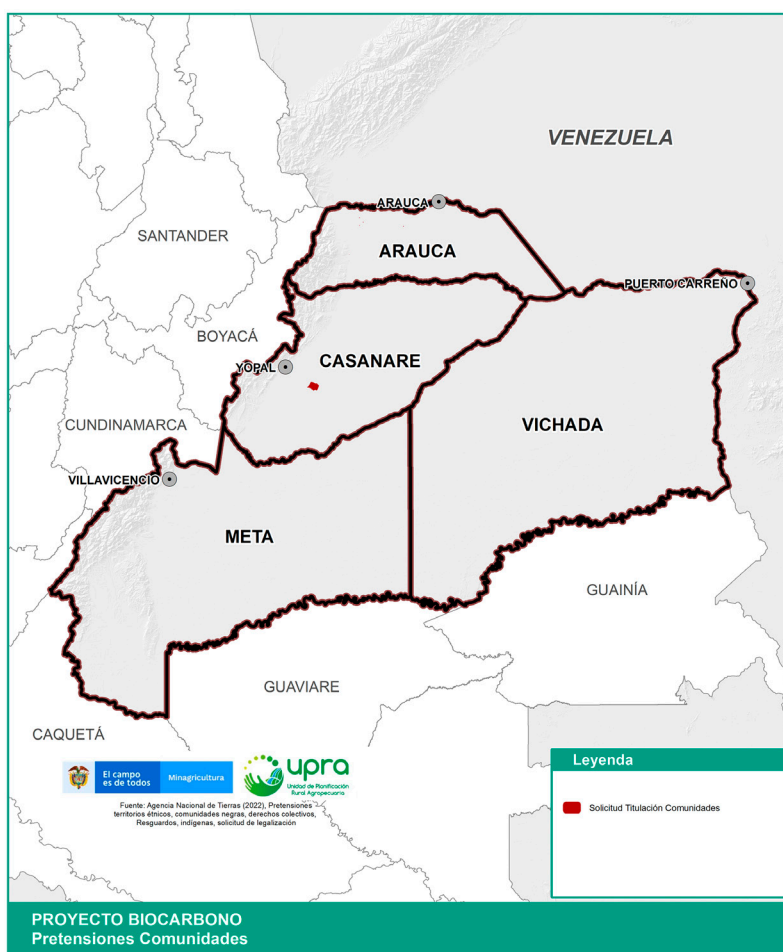 VENEZUELA
ARAUCA
SANTANDER
ARAUCA
PUERTO CARREÑO
BOYACÁ
YOPAL
CASANARE
CUNDINAMARCA
VICHADA
VILLAVICENCIO
META
GUAINÍA
GUAVIARE
CAQUETÁ
El campo
es de todos
Minagricultura
upra
Unidad de Planificación
Rural Agropecuaria
Fuente: Agencia Nacional de Tierras (2022), Pretensiones
territorios étnicos, comunidades negras, derechos colectivos,
Resguardos, indígenas, solicitud de legalización
Leyenda
Solicitud Titulación Comunidades
PROYECTO BIOCARBONO
Pretensiones Comunidades